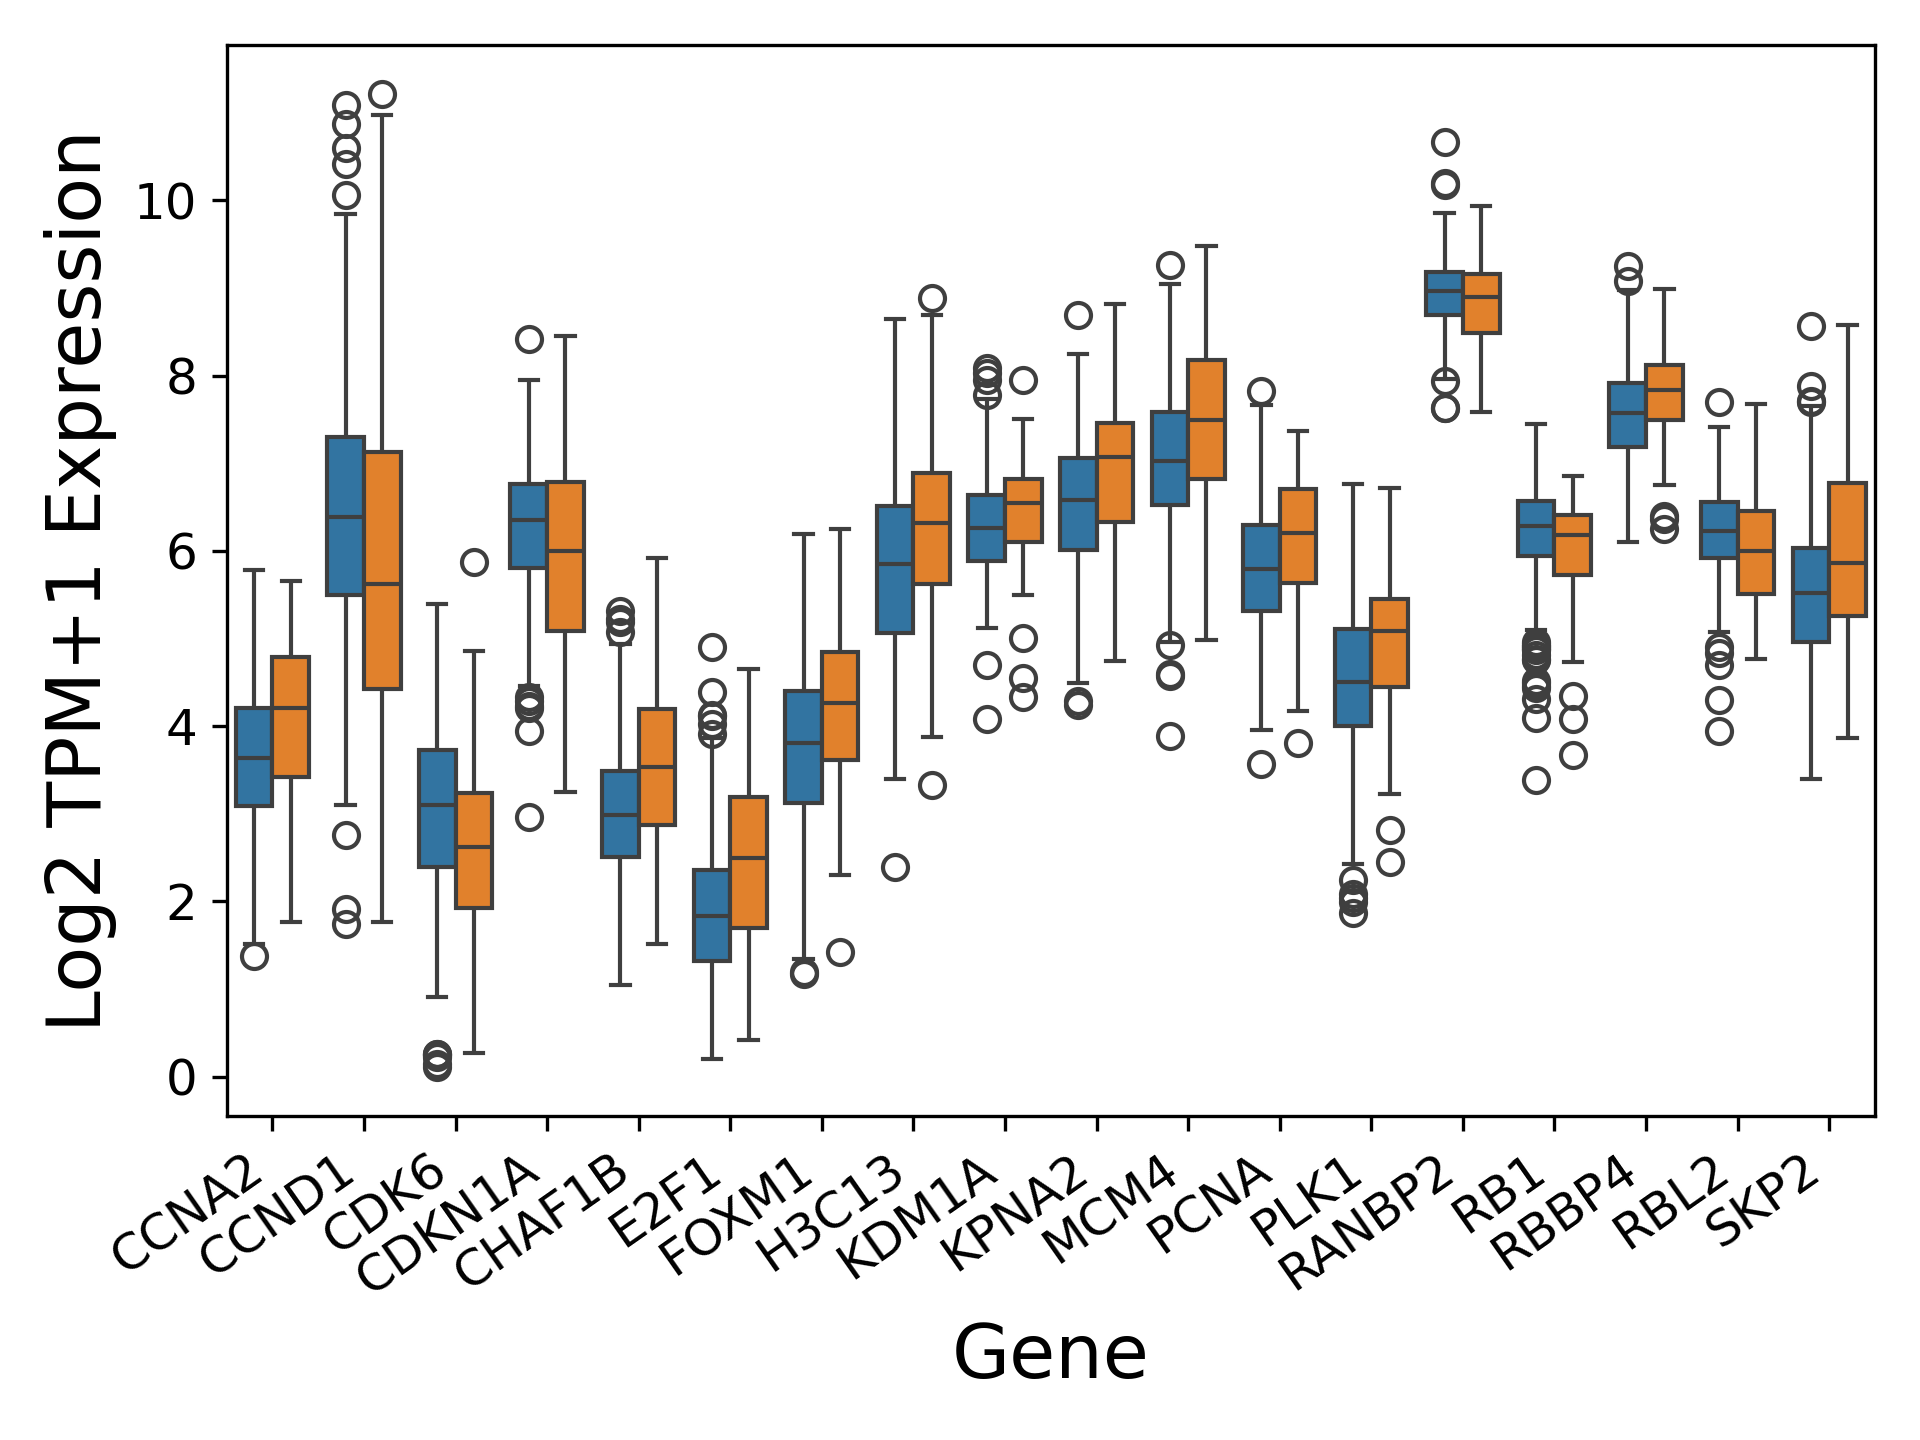 Log2 TPM+1 Expression
10
8
6
4
2
0
CCNA2
CCND1
CDK6
CDKN1A
CHAF1B
E2F1
FOXM1
H3C13
KDM1A
KPNA2
MCM4
PCNA
PLK1
RANBP2
RB1
RBBP4
RBL2
SKP2
Gene